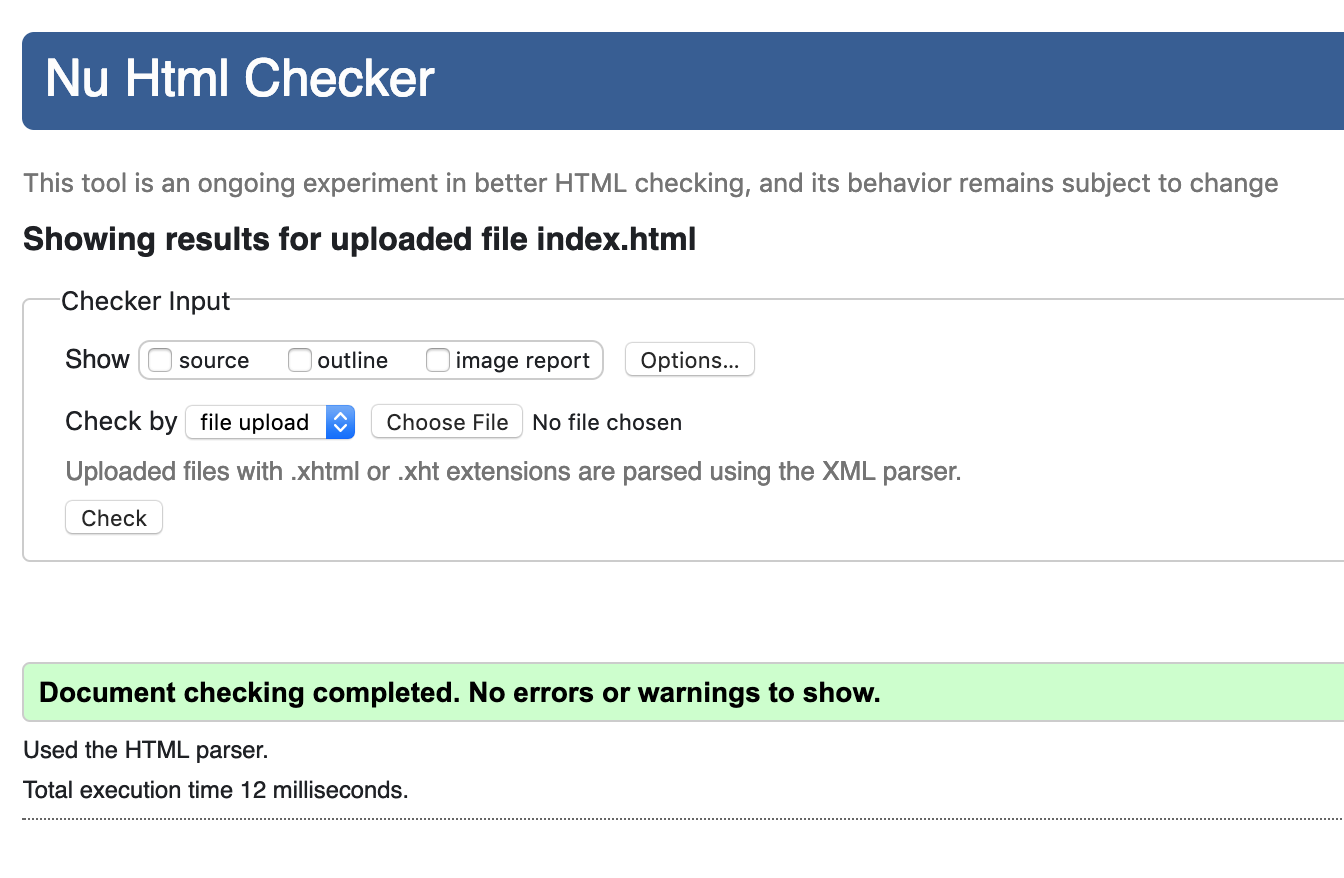 Nu Html Checker
This tool is an ongoing experiment in better HTML checking, and its behavior remains subject to change
Showing results for uploaded file index.html
Checker Input
Show source outline image report Options...
Check by file upload Choose File No file chosen
Uploaded files with .xhtml or .xht extensions are parsed using the XML parser.
Check
Document checking completed. No errors or warnings to show.
Used the HTML parser.
Total execution time 12 milliseconds.